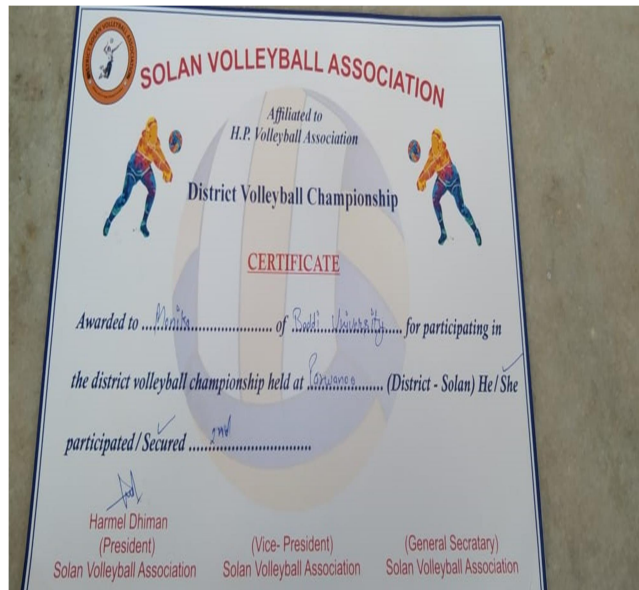 SOLAN VOLLEYBALL ASSOCIATION
Affiliated to
H.P. Volleyball Association
District Volleyball Championship
CERTIFICATE
Awarded to ...Monika....................... of ..Baddi University.... for participating in
the district volleyball championship held at ..Parwanoo............. (District - Solan) He / She
participated / Secured .....2nd........................
Harmel Dhiman
(President)
Solan Volleyball Association
(Vice- President)
Solan Volleyball Association
(General Secratary)
Solan Volleyball Association